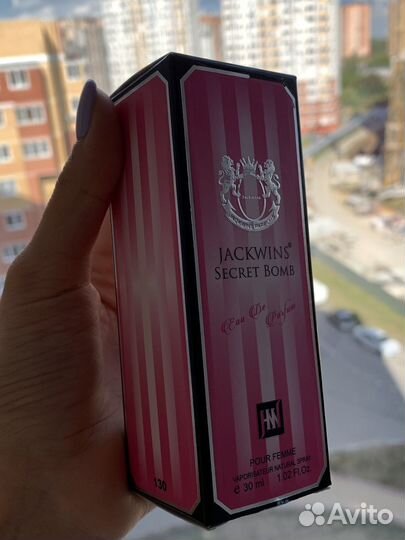 JACKWINS®
SECRET BOMB
Eau De Parfum
POUR FEMME
VAPORISATEUR NATURAL SPRAY
e 30 ml 1.02 Fl.Oz
130
Avito